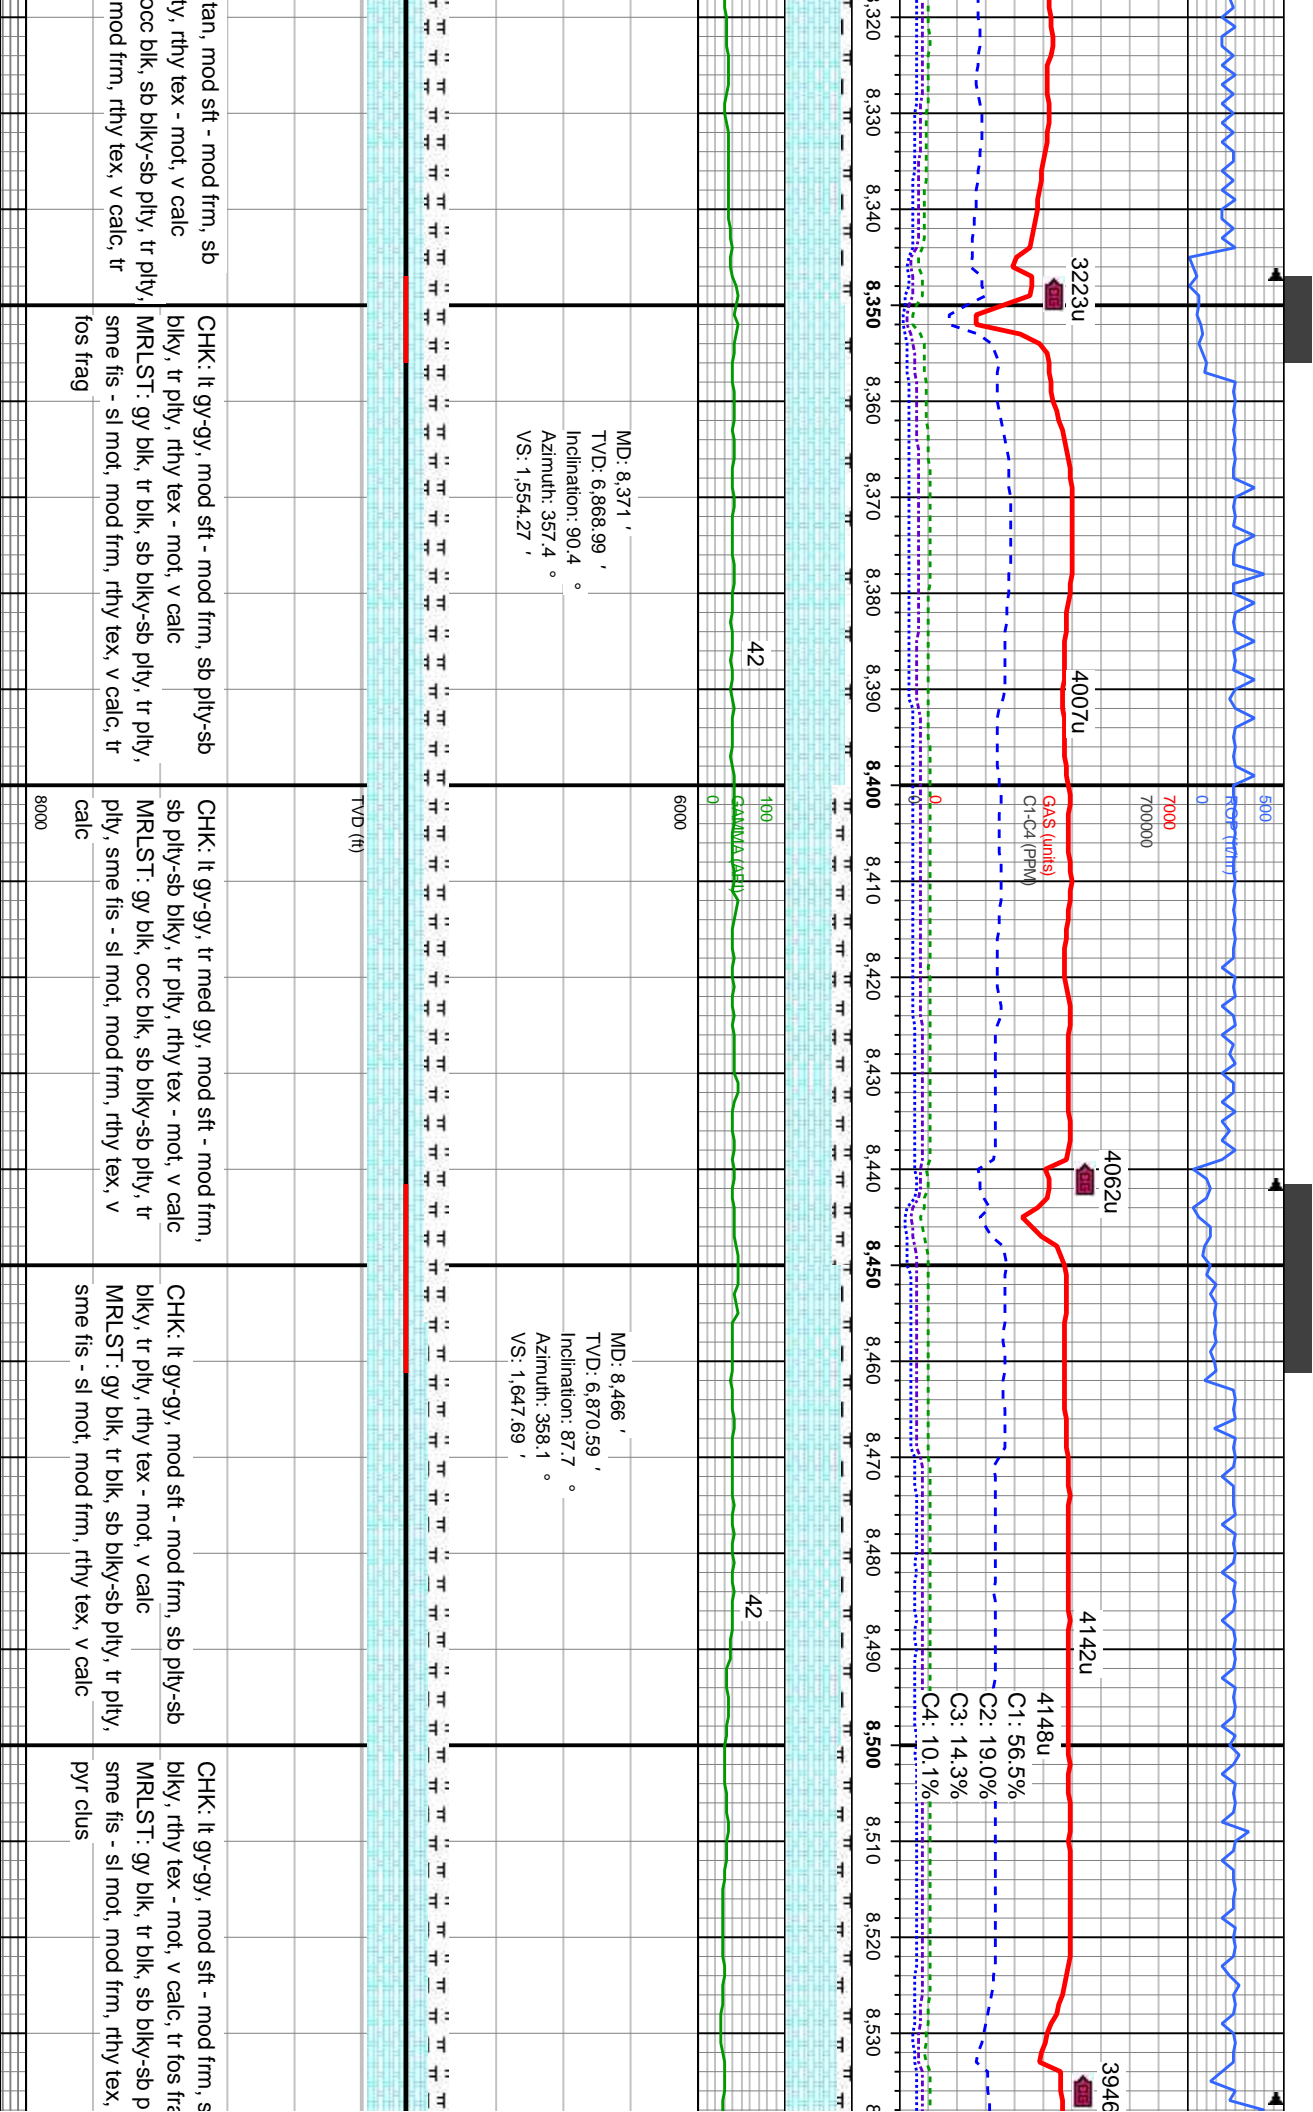 500
ROP (ft/hr)
0
7000
700000
GAS (units)
C1-C4 (PPM)
0
3223u
4007u
4062u
4142u
4148u
C1: 56.5%
C2: 19.0%
C3: 14.3%
C4: 10.1%
3946
8,320
8,330
8,340
8,350
8,360
8,370
8,380
8,390
8,400
8,410
8,420
8,430
8,440
8,450
8,460
8,470
8,480
8,490
8,500
8,510
8,520
8,530
100
GAMMA (API)
0
42
42
6000
TVD (ft)
8000
MD: 8,371 '
TVD: 6,868.99 '
Inclination: 90.4 °
Azimuth: 357.4 °
VS: 1,554.27 '
MD: 8,466 '
TVD: 6,870.59 '
Inclination: 87.7 °
Azimuth: 358.1 °
VS: 1,647.69 '
tan, mod sft - mod frm, sb
ty, rthy tex - mot, v calc
occ blk, sb blky-sb plty, tr plty,
mod frm, rthy tex, v calc, tr
CHK: lt gy-gy, mod sft - mod frm, sb plty-sb
blky, tr plty, rthy tex - mot, v calc
MRLST: gy blk, tr blk, sb blky-sb plty, tr plty,
sme fis - sl mot, mod frm, rthy tex, v calc, tr
fos frag
CHK: lt gy-gy, tr med gy, mod sft - mod frm,
sb plty-sb blky, tr plty, rthy tex - mot, v calc
MRLST: gy blk, occ blk, sb blky-sb plty, tr
plty, sme fis - sl mot, mod frm, rthy tex, v
calc
CHK: lt gy-gy, mod sft - mod frm, sb plty-sb
blky, tr plty, rthy tex - mot, v calc
MRLST: gy blk, tr blk, sb blky-sb plty, tr plty,
sme fis - sl mot, mod frm, rthy tex, v calc
CHK: lt gy-gy, mod sft - mod frm, s
blky, rthy tex - mot, v calc, tr fos fra
MRLST: gy blk, tr blk, sb blky-sb p
sme fis - sl mot, mod frm, rthy tex,
pyr clus